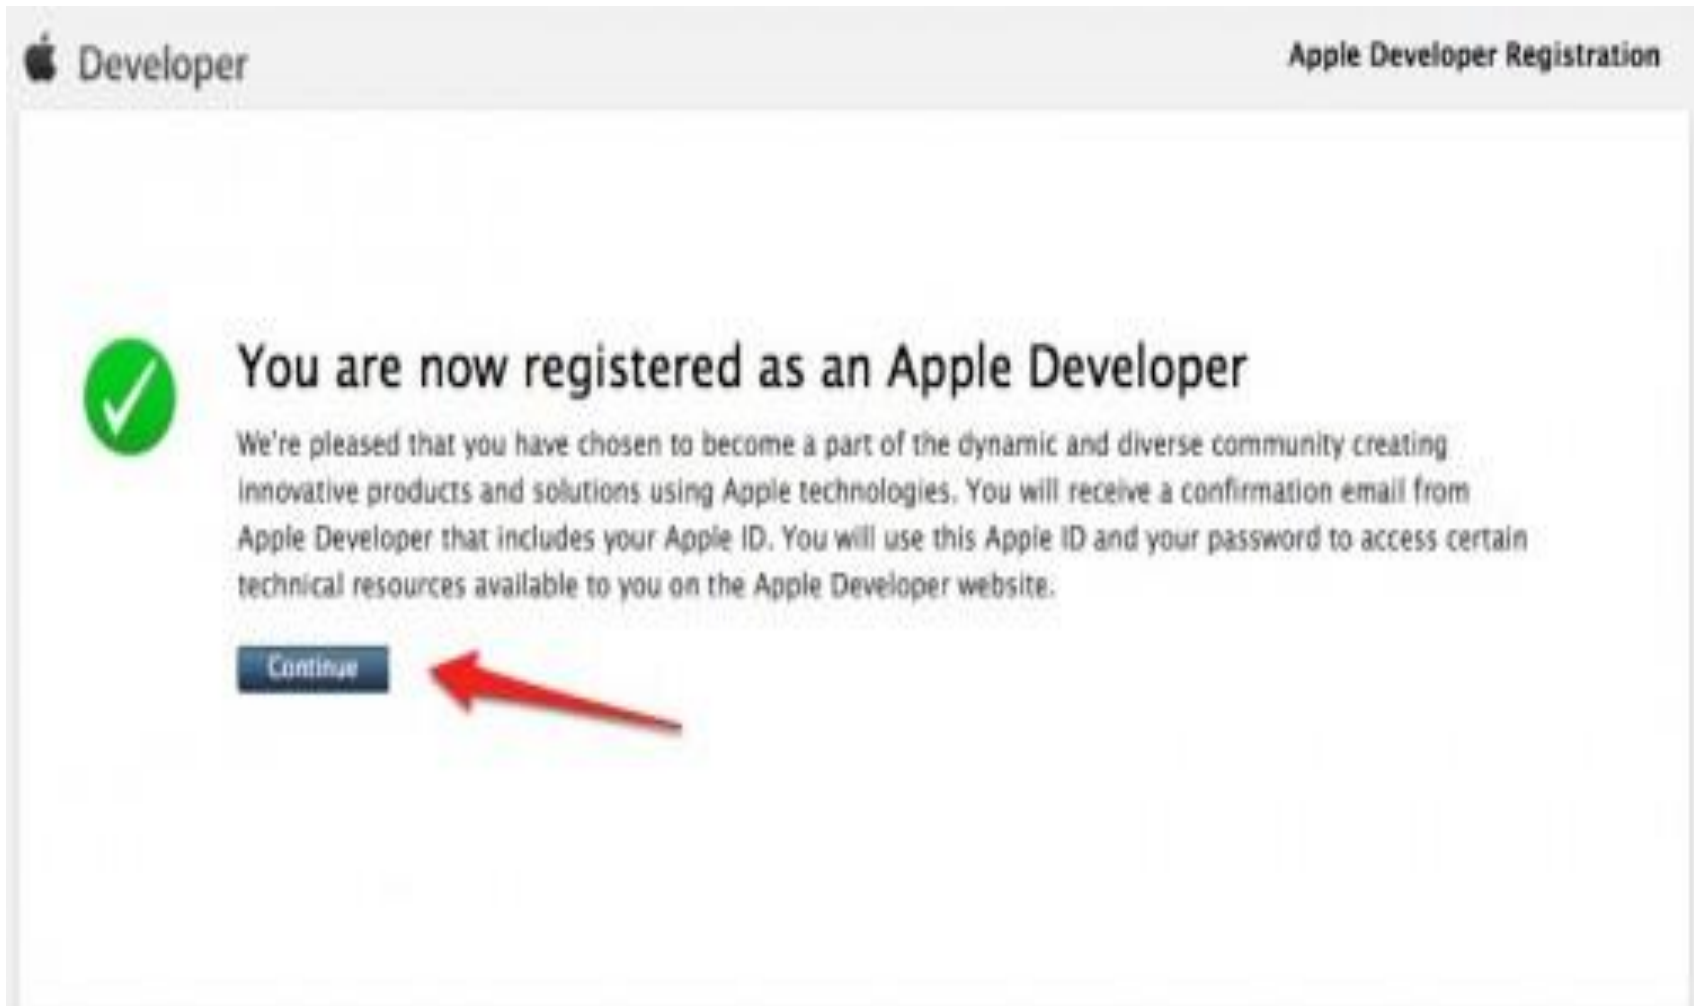 Developer
Apple Developer Registration
You are now registered as an Apple Developer
We're pleased that you have chosen to become a part of the dynamic and diverse community creating
innovative products and solutions using Apple technologies. You will receive a confirmation email from
Apple Developer that includes your Apple ID. You will use this Apple ID and your password to access certain
technical resources available to you on the Apple Developer website.
Continue